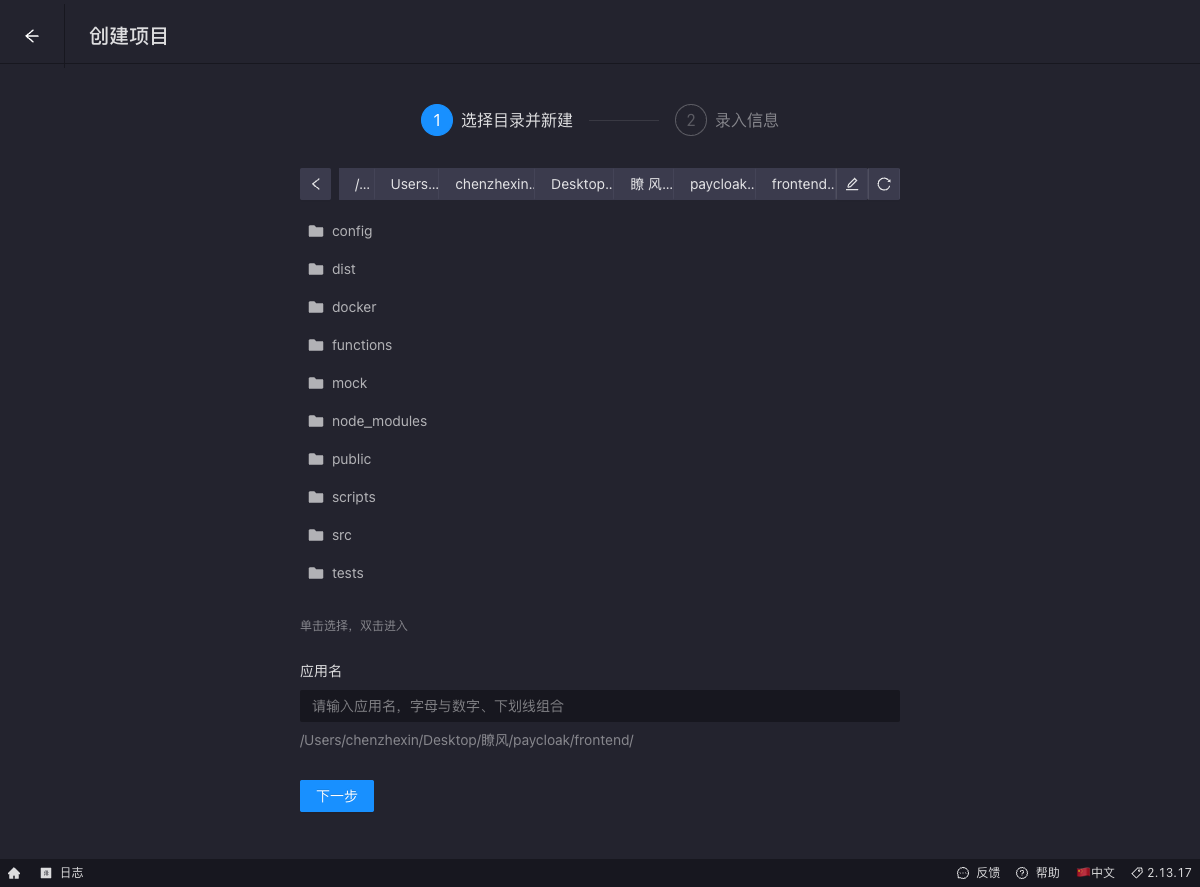 创建项目
1 选择目录并新建 2 录入信息
/... Users... chenzhexin.. Desktop.. 瞭 风... paycloak.. frontend..
config
dist
docker
functions
mock
node_modules
public
scripts
src
tests
单击选择，双击进入
应用名
请输入应用名，字母与数字、下划线组合
/Users/chenzhexin/Desktop/瞭风/paycloak/frontend/
下一步
日志 反馈 帮助 中文 2.13.17